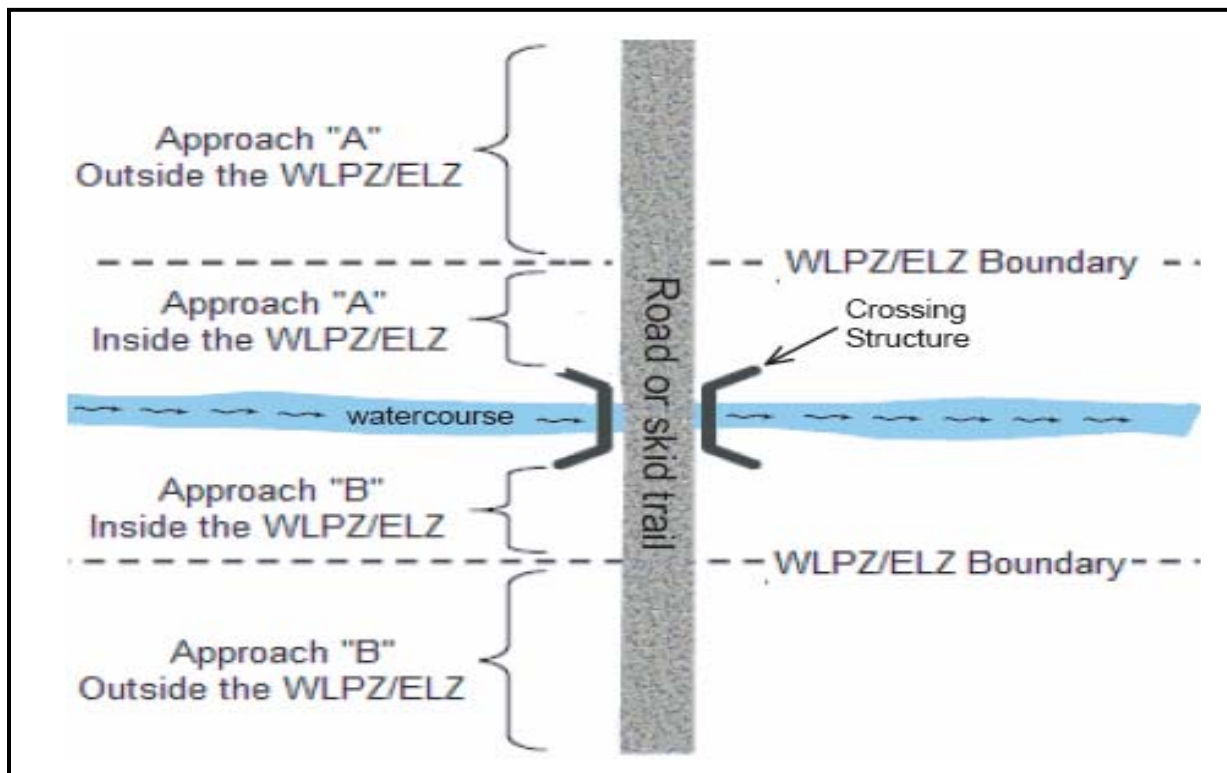 Approach "A"
Outside the WLPZ/ELZ
WLPZ/ELZ Boundary
Approach "A"
Inside the WLPZ/ELZ
Crossing
Structure
Road or skid trail
watercourse
Approach "B"
Inside the WLPZ/ELZ
WLPZ/ELZ Boundary
Approach "B"
Outside the WLPZ/ELZ